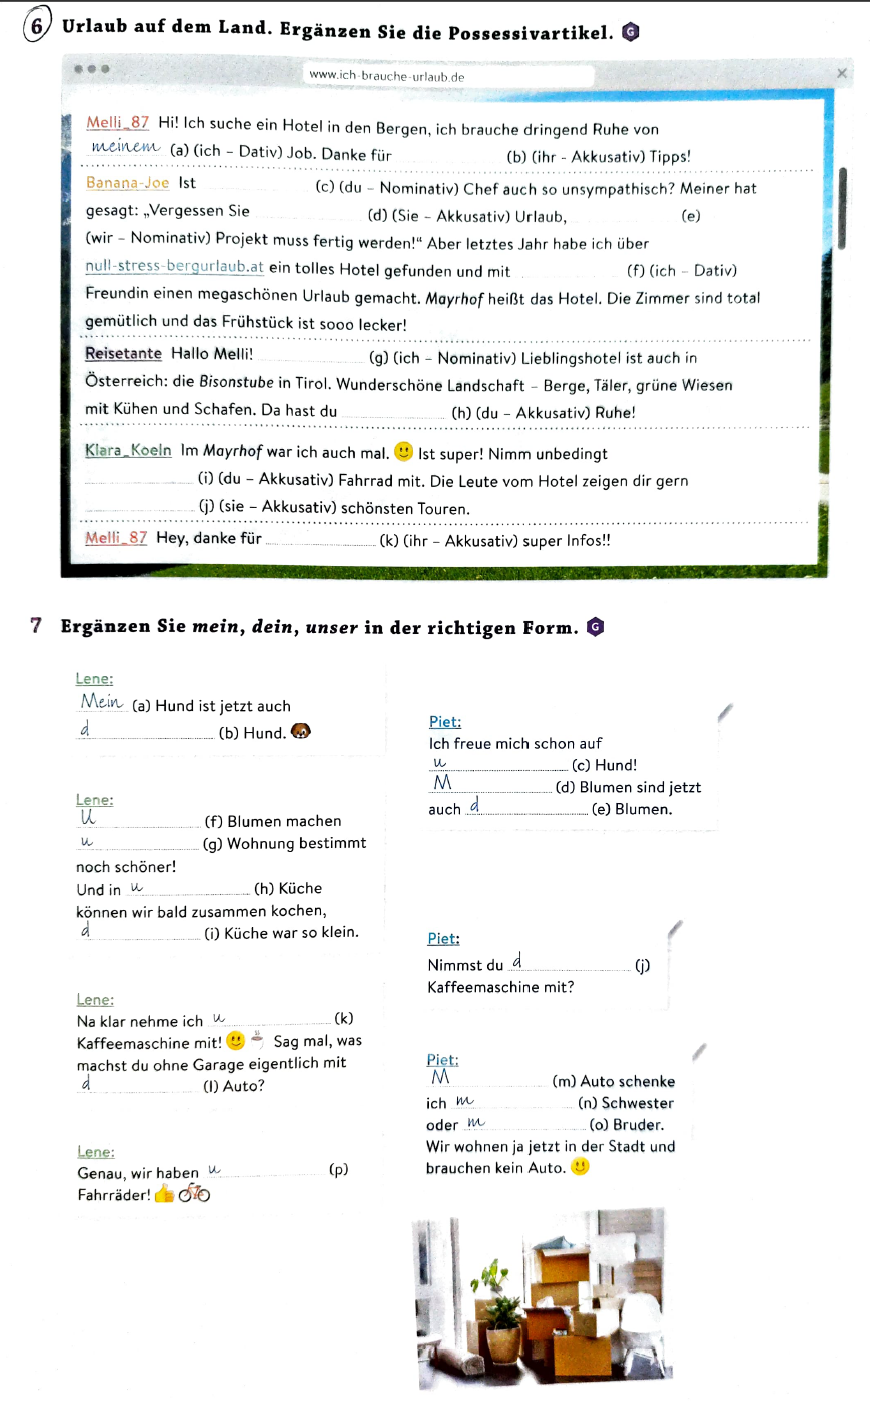 6 Urlaub auf dem Land. Ergänzen Sie die Possessivartikel. G
www.ich-brauche-urlaub.de
Melli_87 Hi! Ich suche ein Hotel in den Bergen, ich brauche dringend Ruhe von
meinem (a) (ich – Dativ) Job. Danke für (b) (ihr - Akkusativ) Tipps!
Banana-Joe Ist (c) (du – Nominativ) Chef auch so unsympathisch? Meiner hat
gesagt: „Vergessen Sie (d) (Sie – Akkusativ) Urlaub, (e)
(wir – Nominativ) Projekt muss fertig werden!“ Aber letztes Jahr habe ich über
null-stress-bergurlaub.at ein tolles Hotel gefunden und mit (f) (ich – Dativ)
Freundin einen megaschönen Urlaub gemacht. Mayrhof heißt das Hotel. Die Zimmer sind total
gemütlich und das Frühstück ist sooo lecker!
Reisetante Hallo Melli! (g) (ich – Nominativ) Lieblingshotel ist auch in
Österreich: die Bisonstube in Tirol. Wunderschöne Landschaft – Berge, Täler, grüne Wiesen
mit Kühen und Schafen. Da hast du (h) (du – Akkusativ) Ruhe!
Klara_Koeln Im Mayrhof war ich auch mal. Ist super! Nimm unbedingt
(i) (du – Akkusativ) Fahrrad mit. Die Leute vom Hotel zeigen dir gern
(j) (sie – Akkusativ) schönsten Touren.
Melli_87 Hey, danke für (k) (ihr – Akkusativ) super Infos!!
7 Ergänzen Sie mein, dein, unser in der richtigen Form. G
Lene:
Mein (a) Hund ist jetzt auch
d (b) Hund.
Piet:
Ich freue mich schon auf
u (c) Hund!
M (d) Blumen sind jetzt
auch d (e) Blumen.
Lene:
U (f) Blumen machen
u (g) Wohnung bestimmt
noch schöner!
Und in u (h) Küche
können wir bald zusammen kochen,
d (i) Küche war so klein.
Piet:
Nimmst du d (j)
Kaffeemaschine mit?
Lene:
Na klar nehme ich u (k)
Kaffeemaschine mit! Sag mal, was
machst du ohne Garage eigentlich mit
d (l) Auto?
Piet:
M (m) Auto schenke
ich m (n) Schwester
oder m (o) Bruder.
Wir wohnen ja jetzt in der Stadt und
brauchen kein Auto.
Lene:
Genau, wir haben u (p)
Fahrräder!